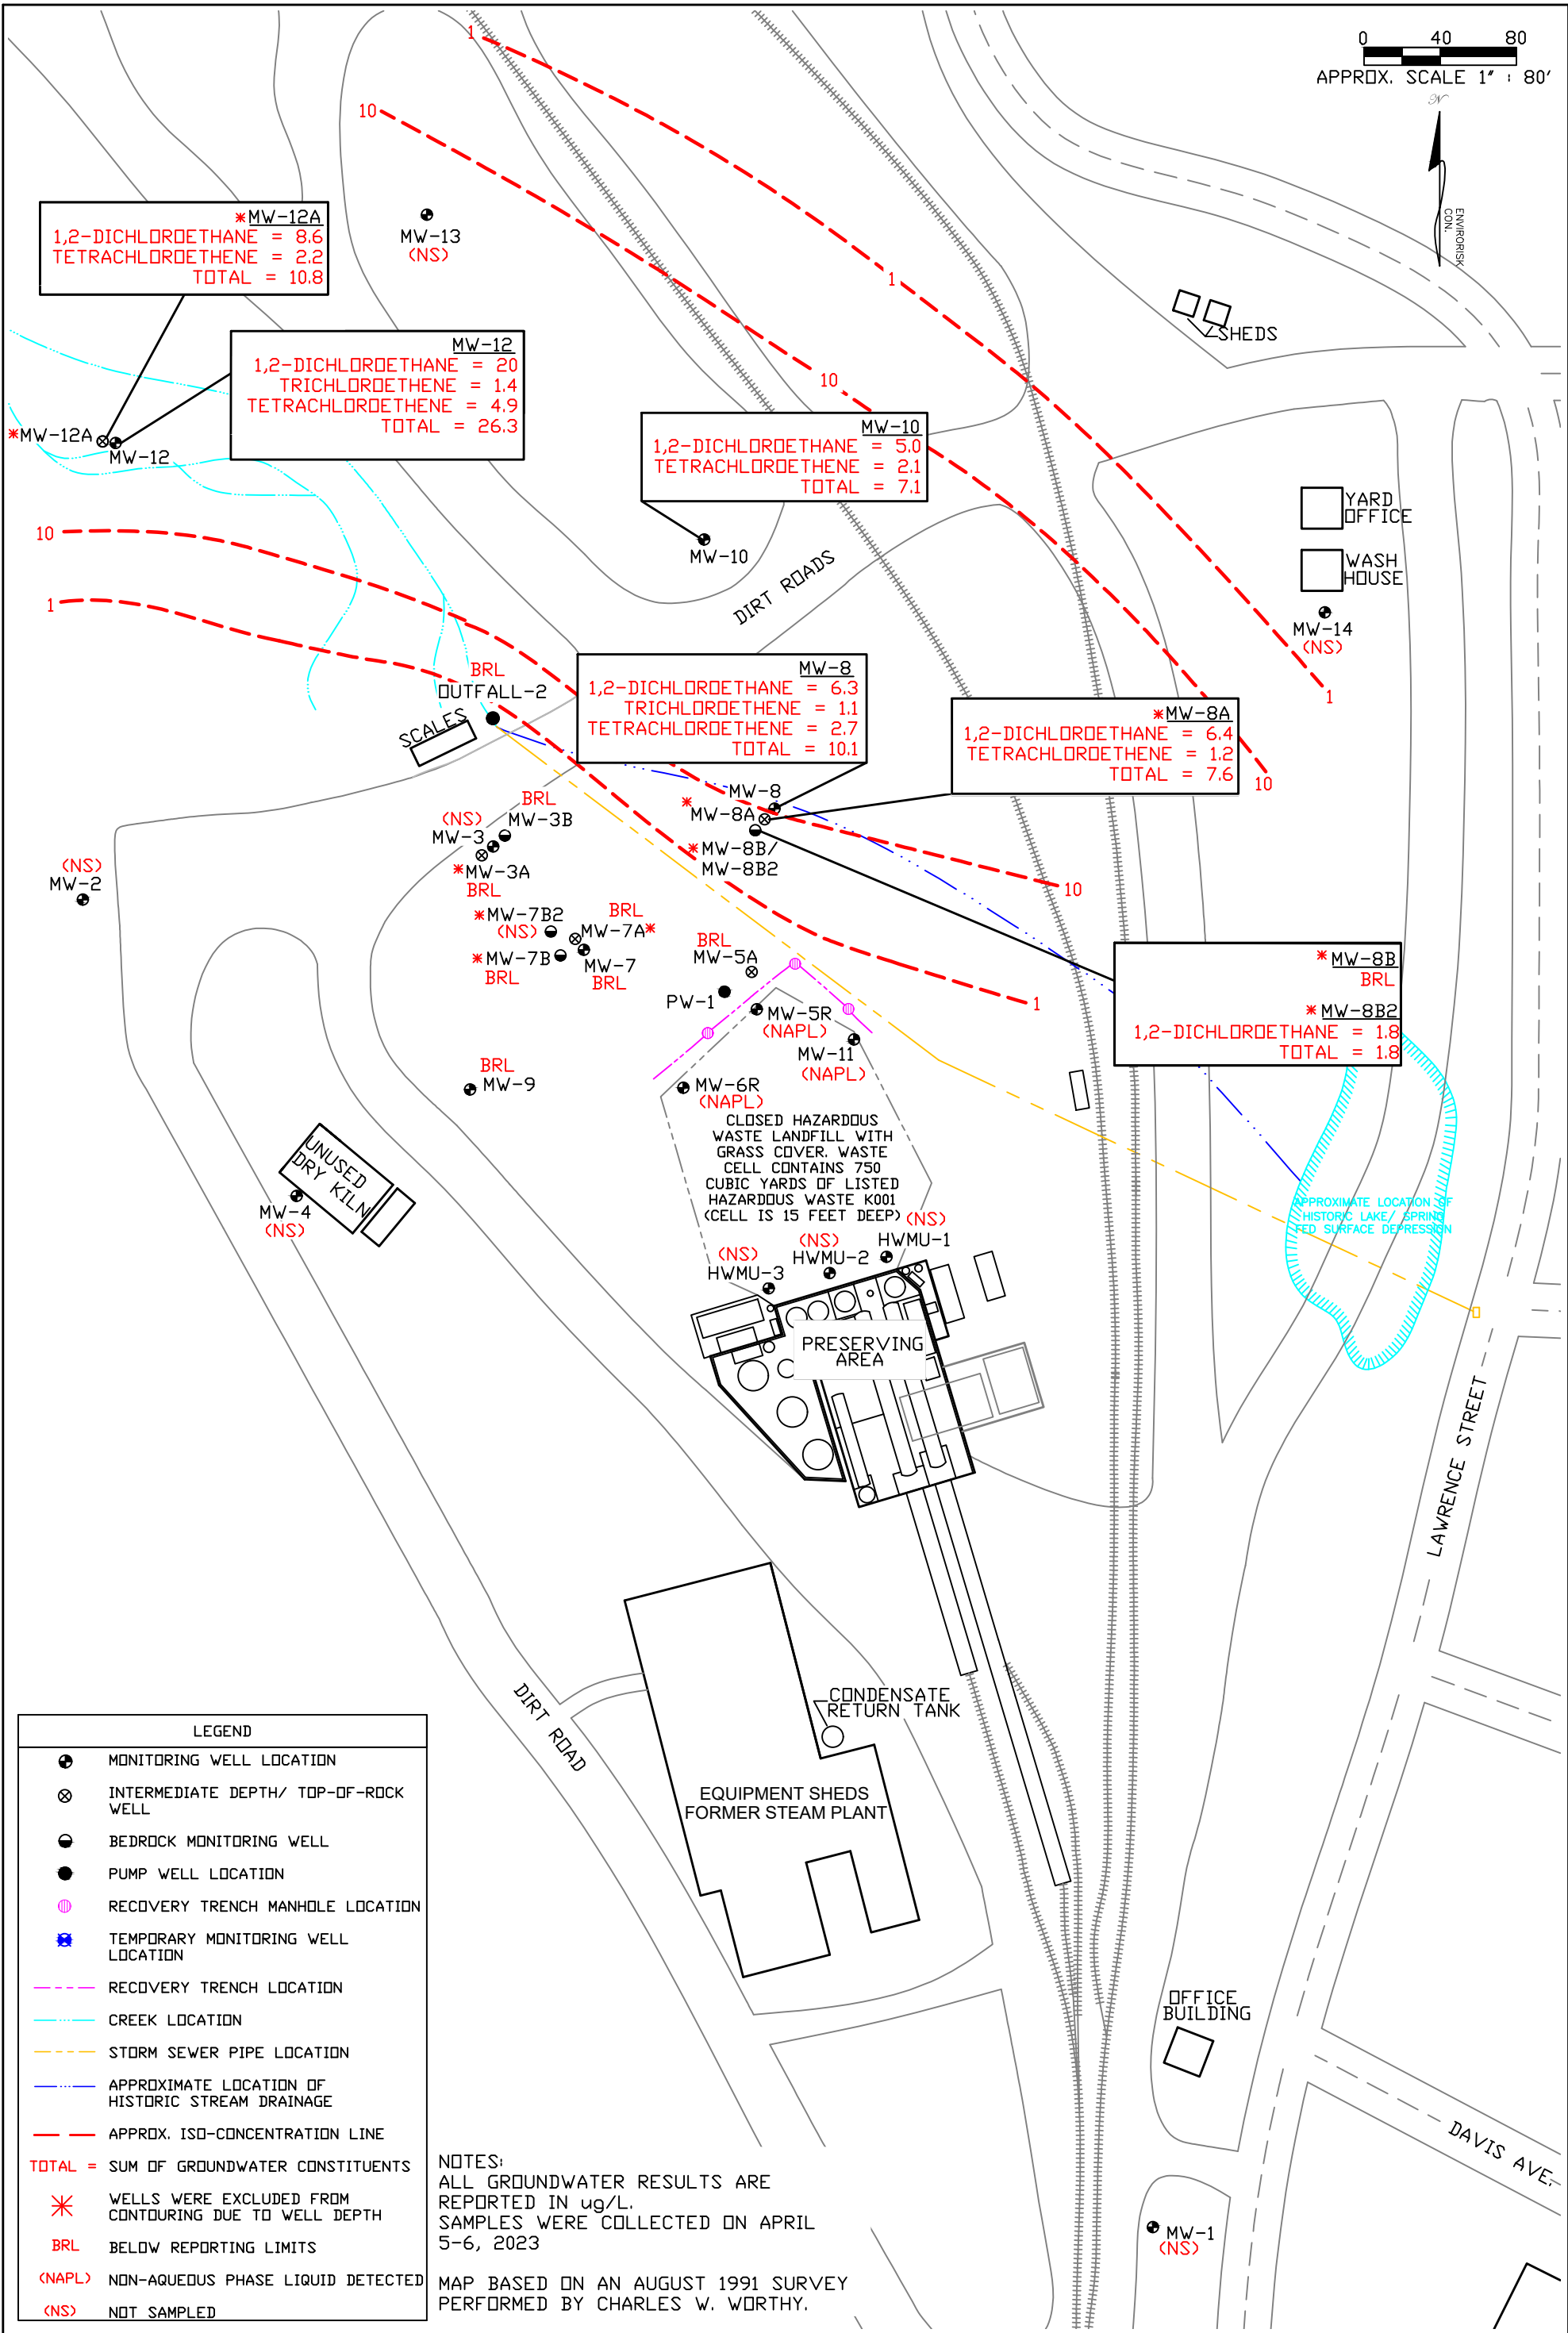 0 40 80
APPROX. SCALE 1" : 80'
N
ENVIRORISK
CON.
1
10
*MW-12A
1,2-DICHLOROETHANE = 8.6
TETRACHLOROETHENE = 2.2
TOTAL = 10.8
MW-13
(NS)
1
SHEDS
MW-12
1,2-DICHLOROETHANE = 20
TRICHLOROETHENE = 1.4
TETRACHLOROETHENE = 4.9
TOTAL = 26.3
10
*MW-12A
MW-12
MW-10
1,2-DICHLOROETHANE = 5.0
TETRACHLOROETHENE = 2.1
TOTAL = 7.1
MW-10
YARD
OFFICE
WASH
HOUSE
MW-14
(NS)
10
1
DIRT ROADS
BRL
OUTFALL-2
SCALES
MW-8
1,2-DICHLOROETHANE = 6.3
TRICHLOROETHENE = 1.1
TETRACHLOROETHENE = 2.7
TOTAL = 10.1
*MW-8A
1,2-DICHLOROETHANE = 6.4
TETRACHLOROETHENE = 1.2
TOTAL = 7.6
1
10
MW-8
*
MW-8A
*MW-8B/
MW-8B2
BRL
MW-3B
(NS)
MW-3
*MW-3A
BRL
(NS)
MW-2
10
*MW-7B2
(NS)
BRL
MW-7A*
*MW-7B
BRL
MW-7
BRL
BRL
MW-5A
PW-1
MW-5R
(NAPL)
MW-11
(NAPL)
1
*MW-8B
BRL
*MW-8B2
1,2-DICHLOROETHANE = 1.8
TOTAL = 1.8
BRL
MW-9
MW-6R
(NAPL)
CLOSED HAZARDOUS
WASTE LANDFILL WITH
GRASS COVER. WASTE
CELL CONTAINS 750
CUBIC YARDS OF LISTED
HAZARDOUS WASTE K001
(CELL IS 15 FEET DEEP)
UNUSED
DRY KILN
MW-4
(NS)
(NS)
HWMU-3
(NS)
HWMU-2
(NS)
HWMU-1
APPROXIMATE LOCATION OF
HISTORIC LAKE/ SPRING
FED SURFACE DEPRESSION
PRESERVING
AREA
LAWRENCE STREET
DIRT ROAD
CONDENSATE
RETURN TANK
EQUIPMENT SHEDS
FORMER STEAM PLANT
OFFICE
BUILDING
DAVIS AVE.
MW-1
(NS)
LEGEND
MONITORING WELL LOCATION
INTERMEDIATE DEPTH/ TOP-OF-ROCK
WELL
BEDROCK MONITORING WELL
PUMP WELL LOCATION
RECOVERY TRENCH MANHOLE LOCATION
TEMPORARY MONITORING WELL
LOCATION
RECOVERY TRENCH LOCATION
CREEK LOCATION
STORM SEWER PIPE LOCATION
APPROXIMATE LOCATION OF
HISTORIC STREAM DRAINAGE
APPROX. ISO-CONCENTRATION LINE
TOTAL = SUM OF GROUNDWATER CONSTITUENTS
WELLS WERE EXCLUDED FROM
CONTOURING DUE TO WELL DEPTH
BRL BELOW REPORTING LIMITS
(NAPL) NON-AQUEOUS PHASE LIQUID DETECTED
(NS) NOT SAMPLED
NOTES:
ALL GROUNDWATER RESULTS ARE
REPORTED IN ug/L.
SAMPLES WERE COLLECTED ON APRIL
5-6, 2023
MAP BASED ON AN AUGUST 1991 SURVEY
PERFORMED BY CHARLES W. WORTHY.